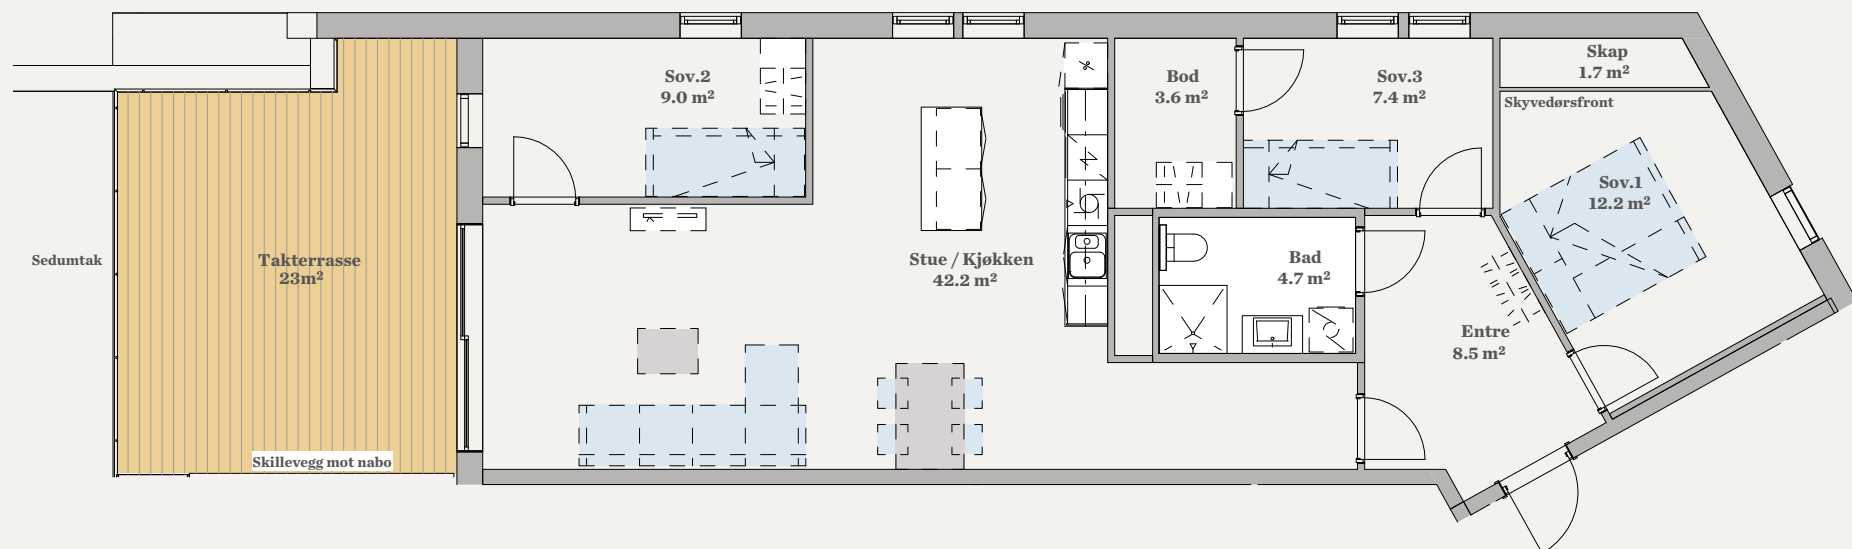 Sov.2
9.0 m²
Bod
3.6 m²
Sov.3
7.4 m²
Skap
1.7 m²
Skyvedørsfront
Sov.1
12.2 m²
Sedumtak
Takterrasse
23m²
Stue / Kjøkken
42.2 m²
Bad
4.7 m²
Entre
8.5 m²
Skillevegg mot nabo